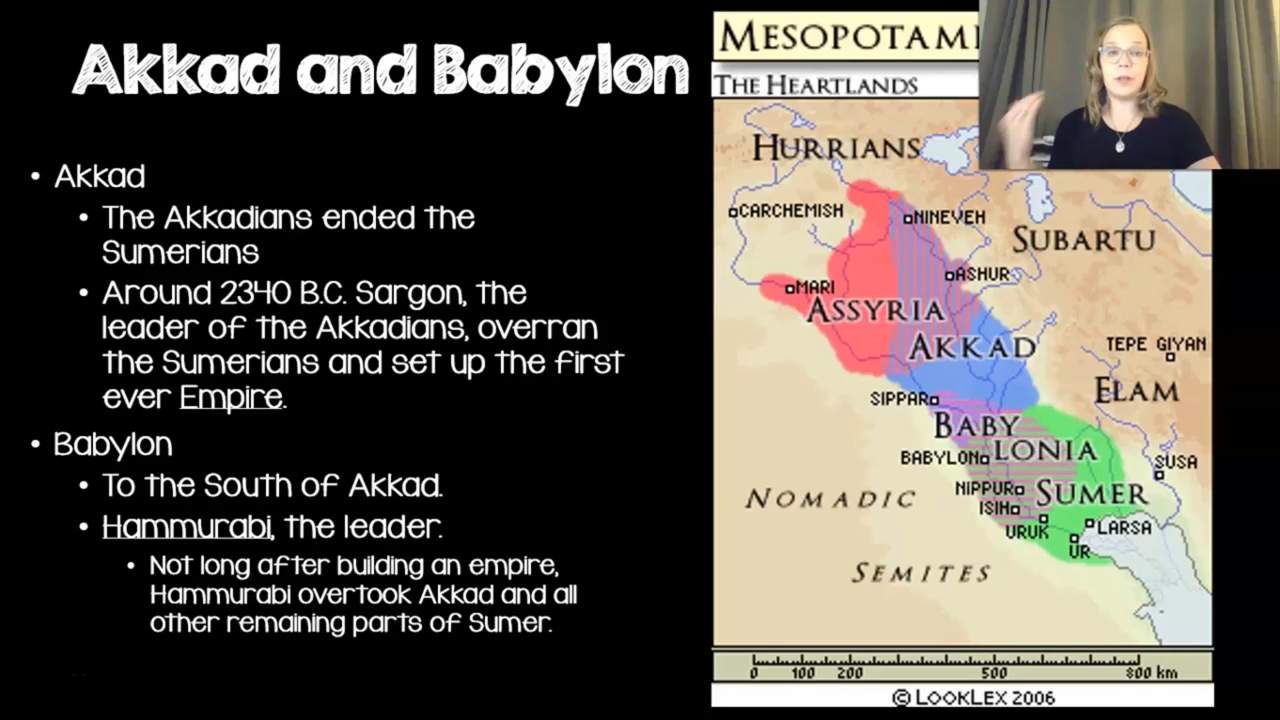 Akkad and Babylon
• Akkad
• The Akkadians ended the
Sumerians
• Around 2340 B.C. Sargon, the
leader of the Akkadians, overran
the Sumerians and set up the first
ever Empire.
• Babylon
• To the South of Akkad.
• Hammurabi, the leader.
• Not long after building an empire,
Hammurabi overtook Akkad and all
other remaining parts of Sumer.
MESOPOTAMI
THE HEARTLANDS
HURRIANS
CARCHEMISH
NINEVEH
SUBARTU
ASHUR
MARI
ASSYRIA
AKKAD
TEPE GIYAN
ELAM
SIPPAR
BABY
LONIA
BABYLON
SUSA
NIPPUR
SUMER
NOMADIC
ISIN
URUK
LARSA
UR
SEMITES
0 100 200 500 800 km
© LOOKLEX 2006